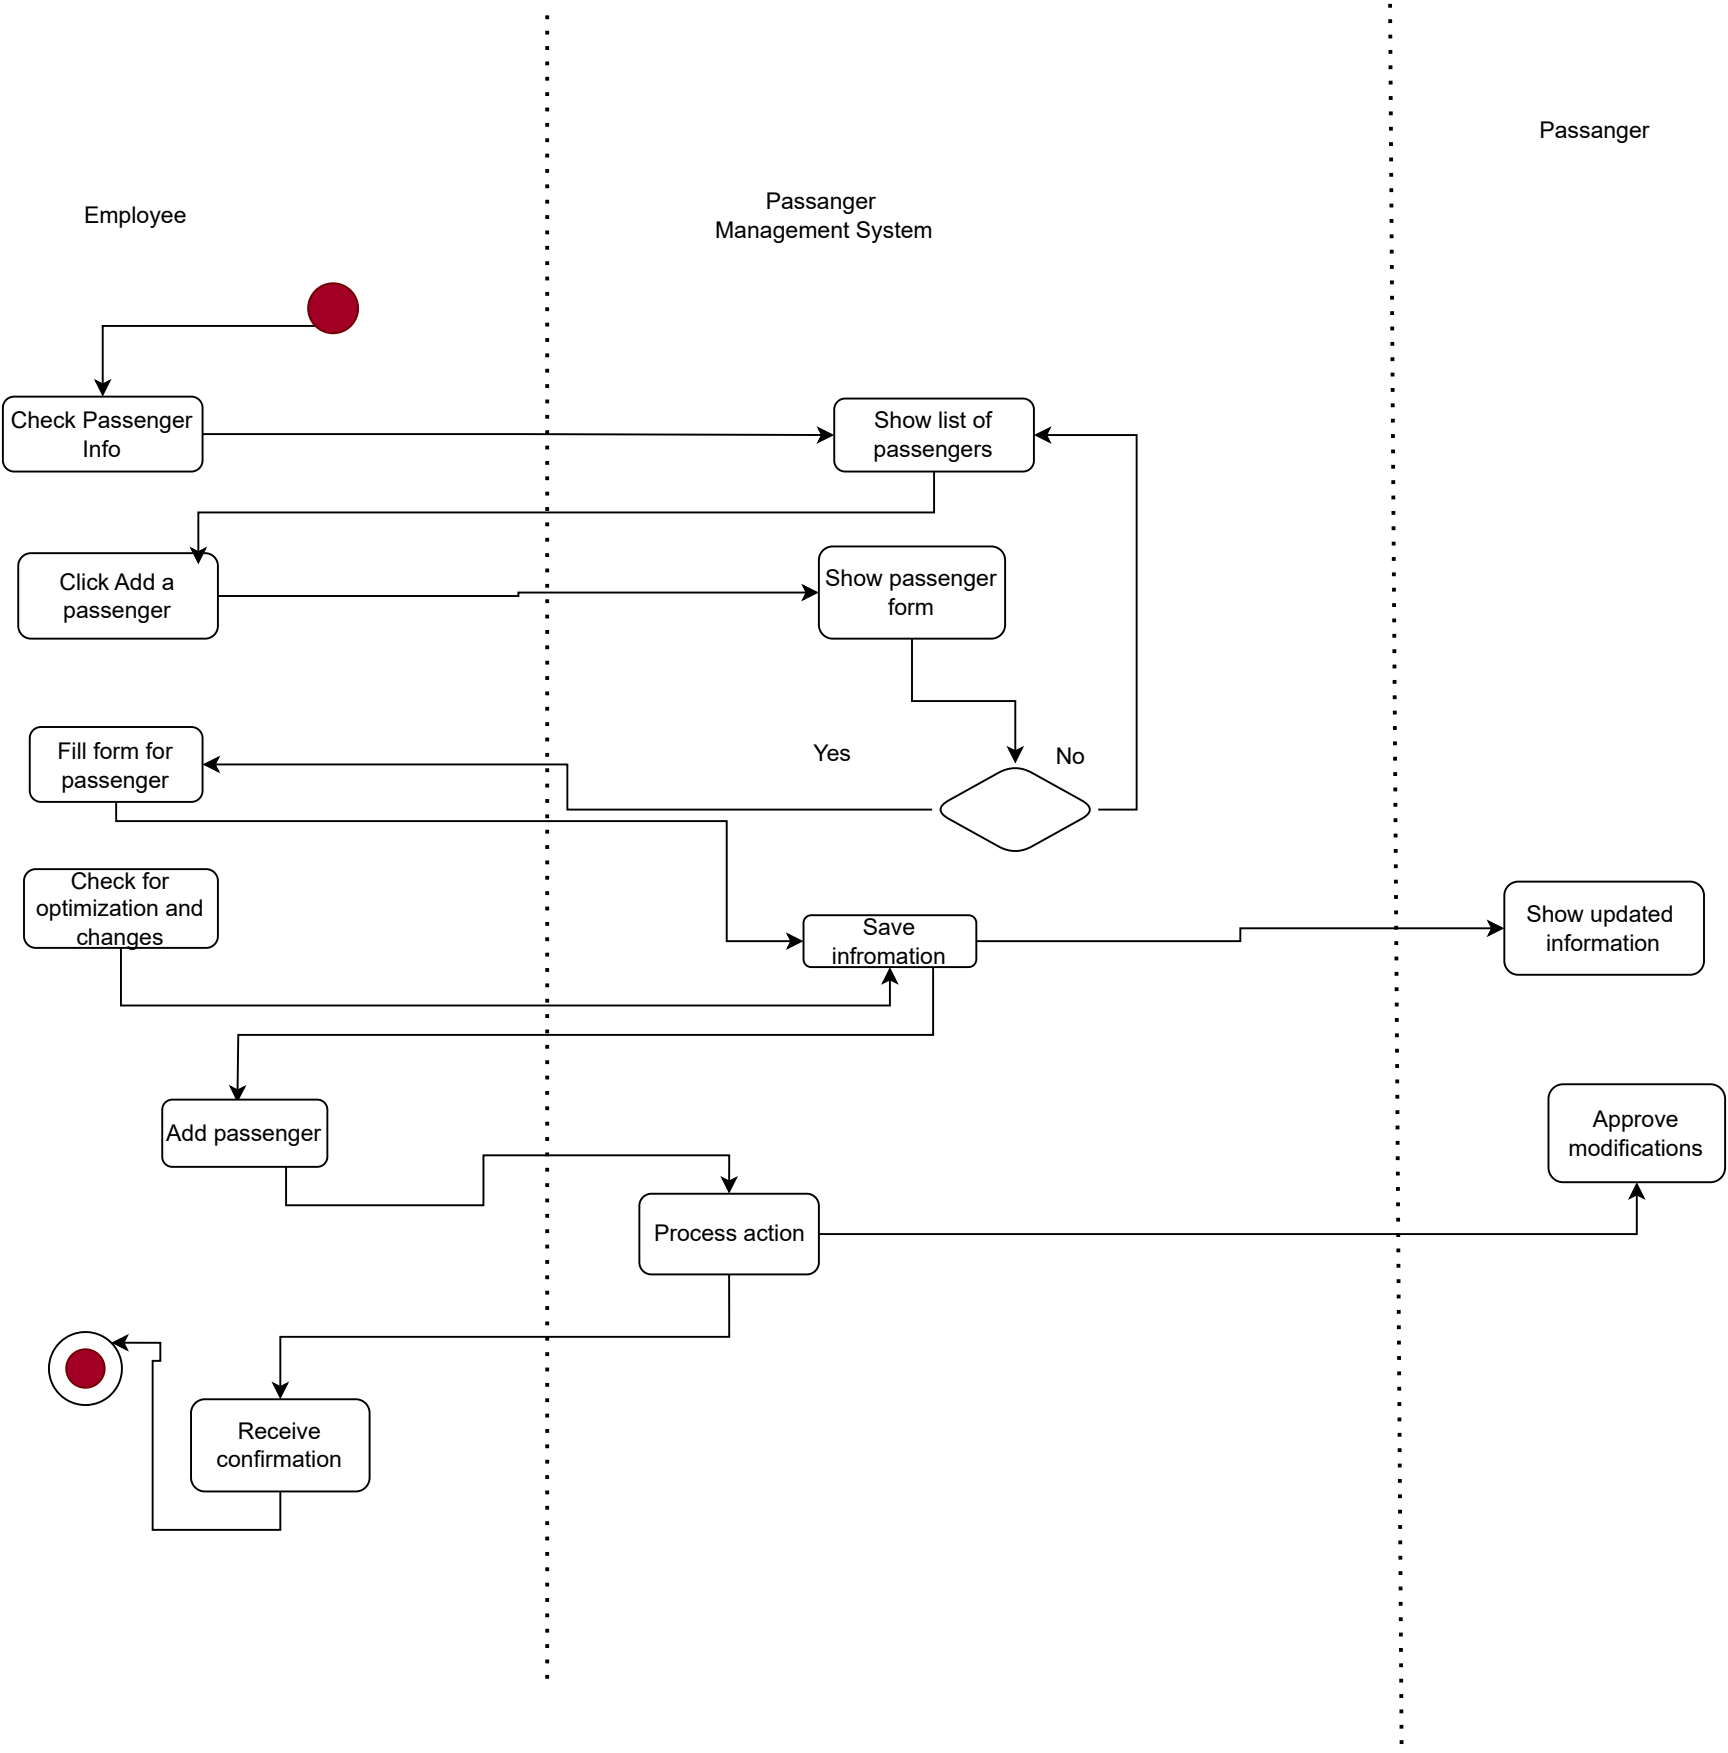 Passanger
Employee
Passanger
Management System
Check Passenger
Info
Show list of
passengers
Click Add a
passenger
Show passenger
form
Fill form for
passenger
Yes
No
Check for
optimization and
changes
Save
infromation
Show updated
information
Add passenger
Approve
modifications
Process action
Receive
confirmation